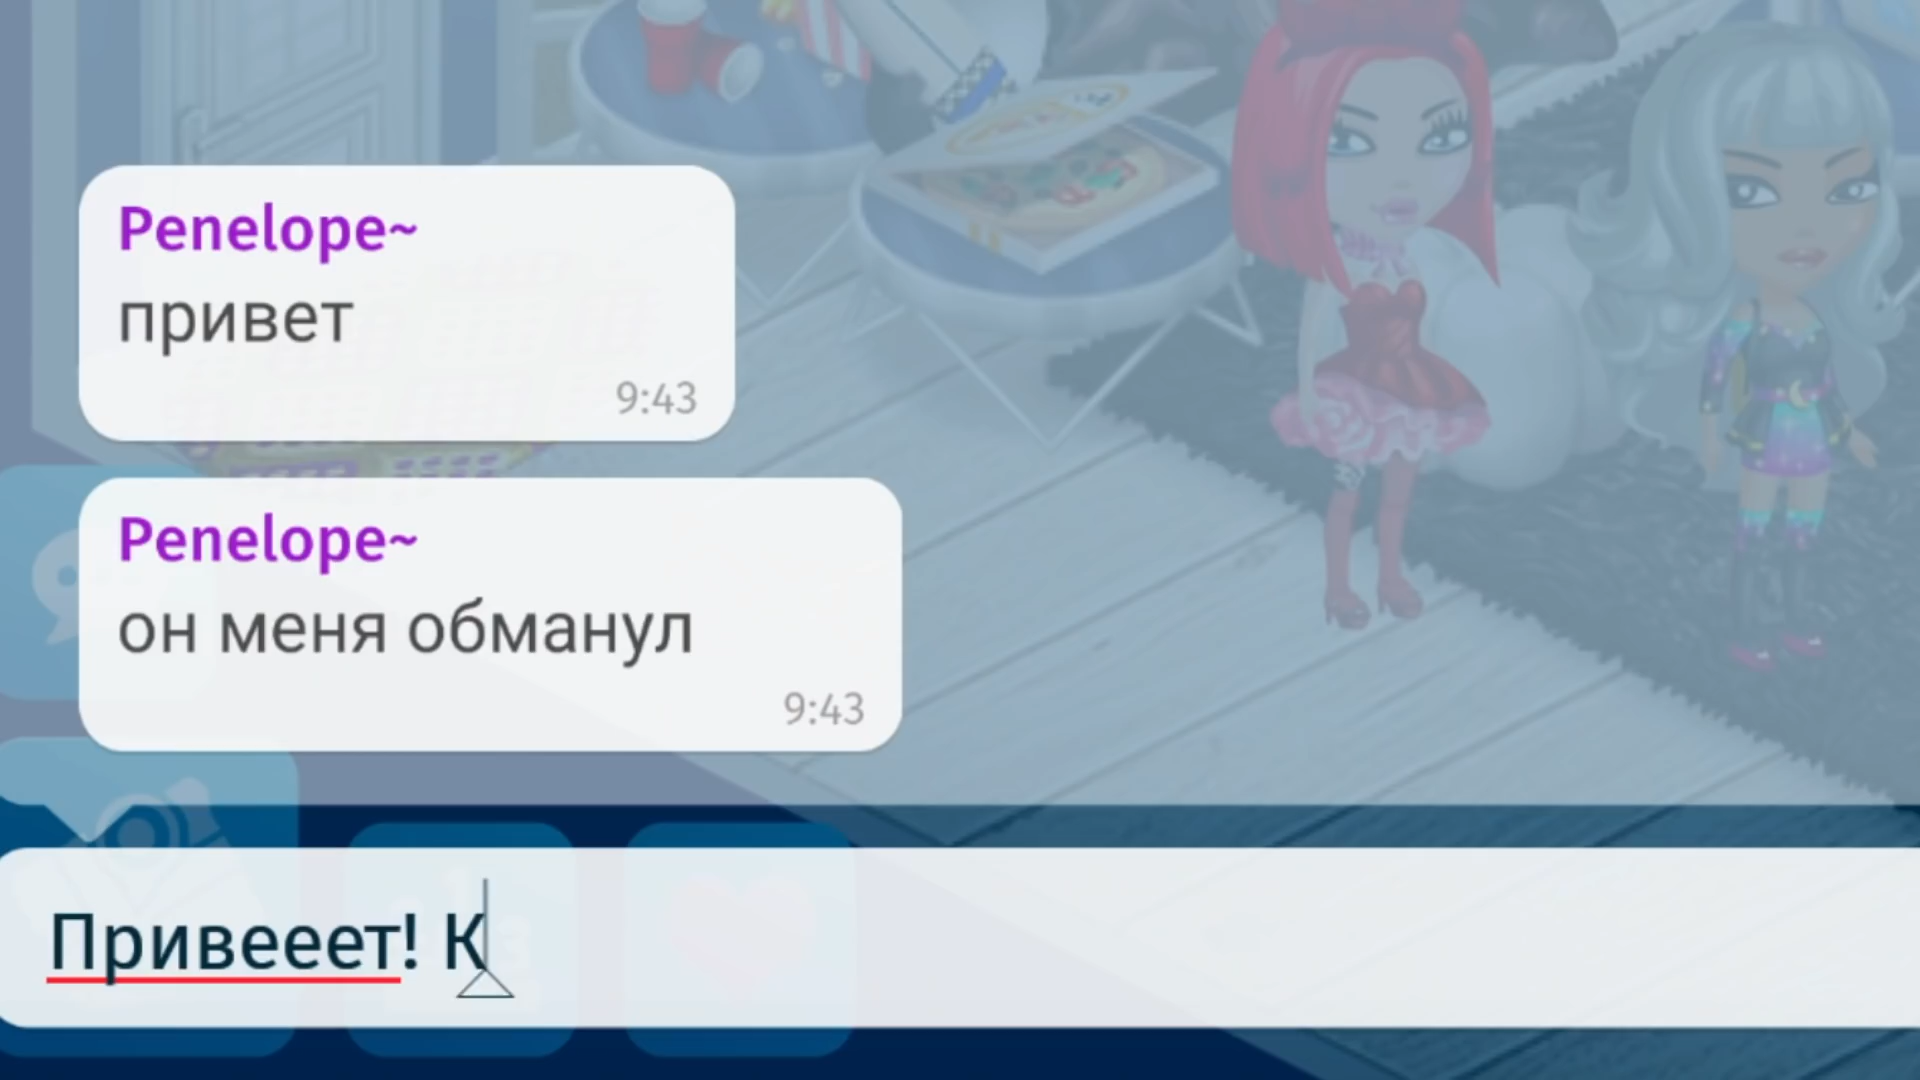 Penelope~
привет
9:43
Penelope~
он меня обманул
9:43
Привееет! К